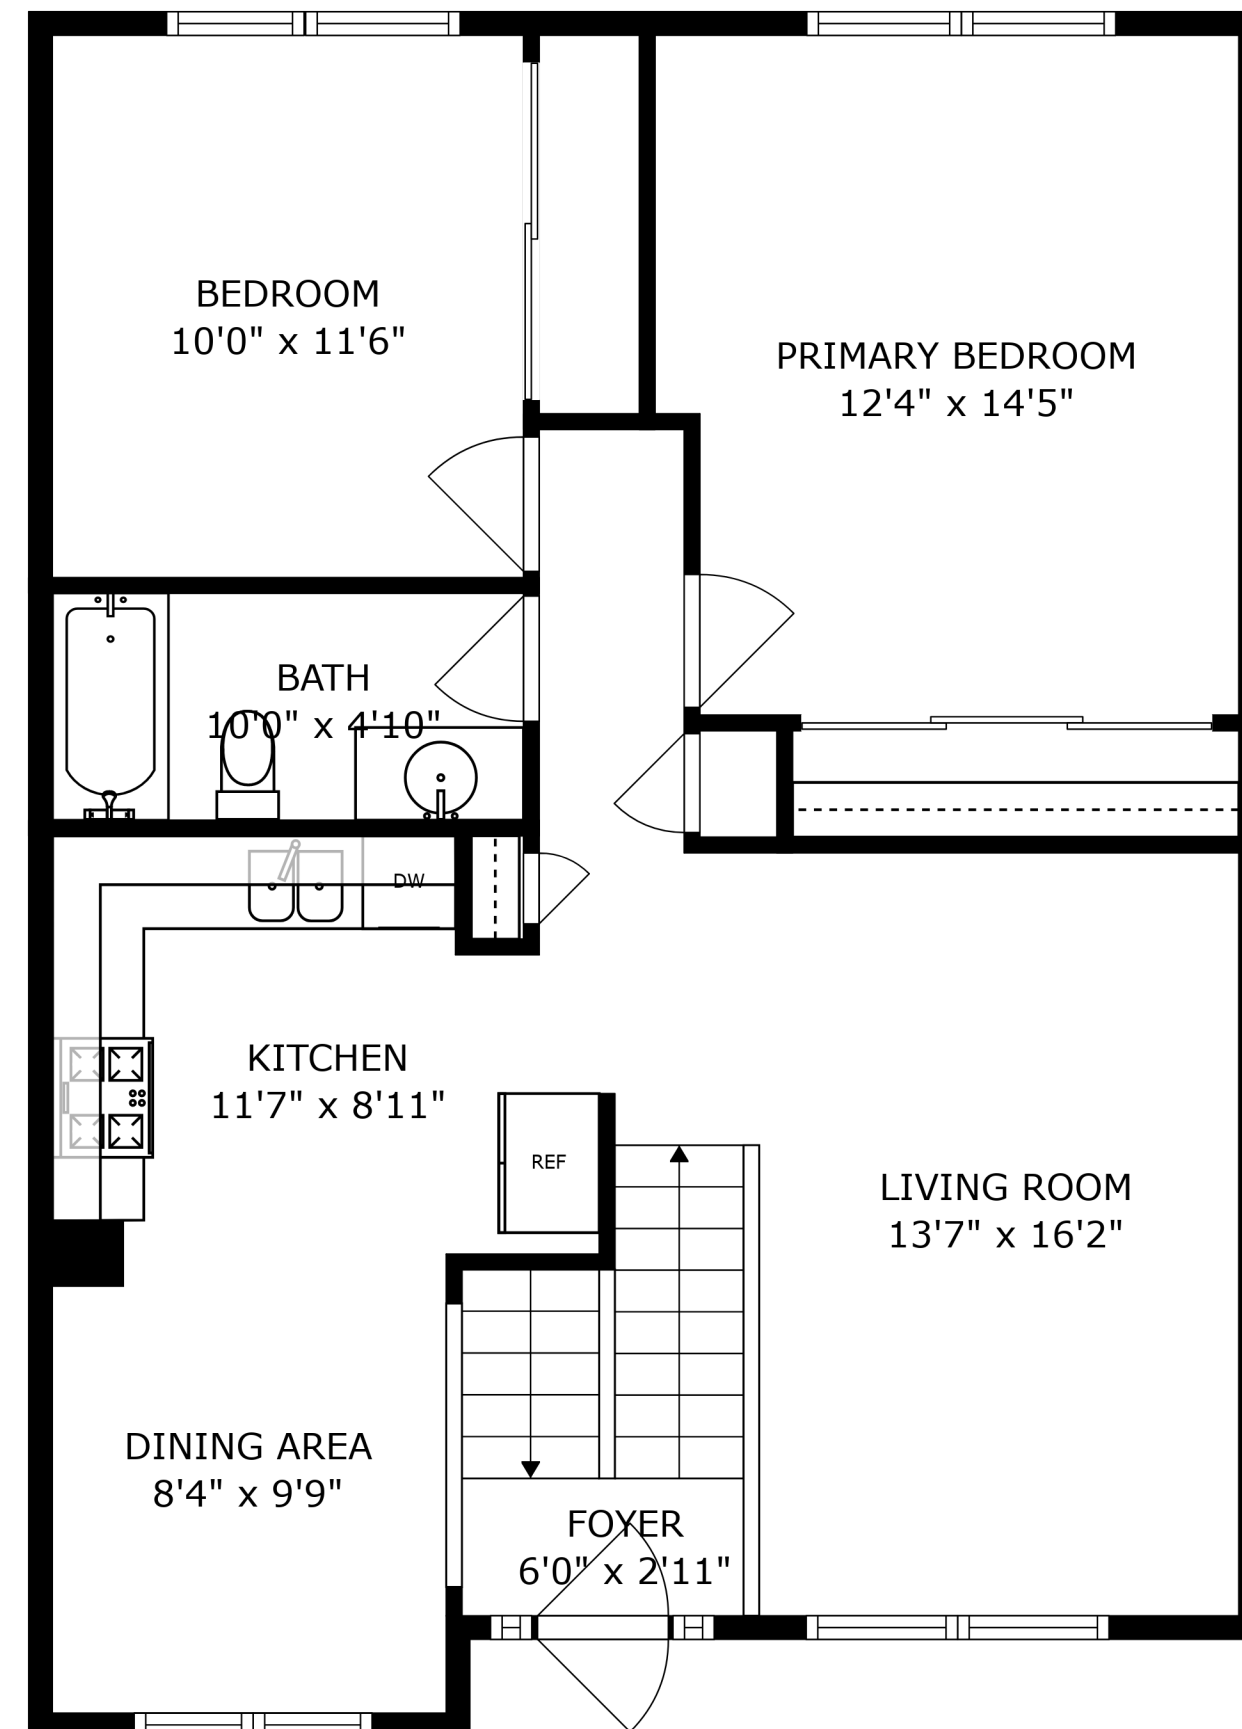 BEDROOM
10'0" x 11'6"
PRIMARY BEDROOM
12'4" x 14'5"
BATH
10'0" x 4'10"
DW
KITCHEN
11'7" x 8'11"
REF
LIVING ROOM
13'7" x 16'2"
DINING AREA
8'4" x 9'9"
FOYER
6'0" x 2'11"